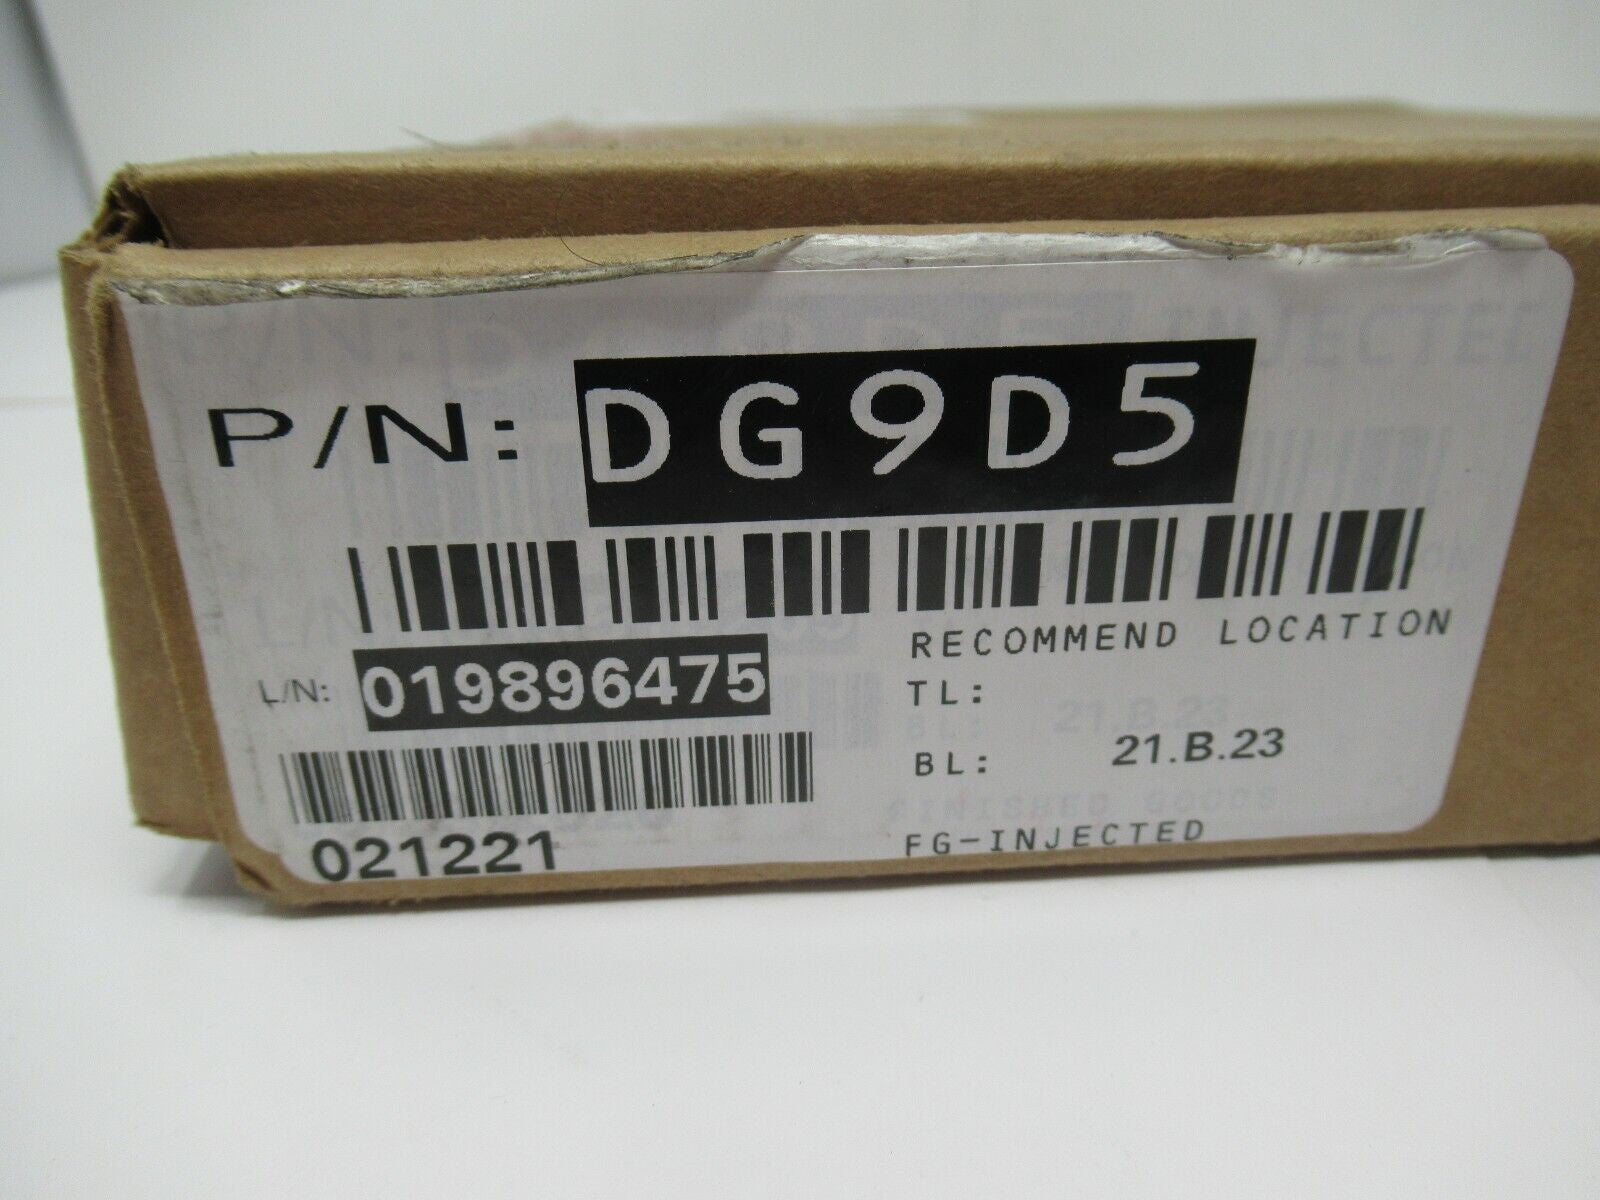 P/N: DG9D5
L/N: 019896475
RECOMMEND LOCATION
TL:
BL: 21.B.23
021221
FG-INJECTED